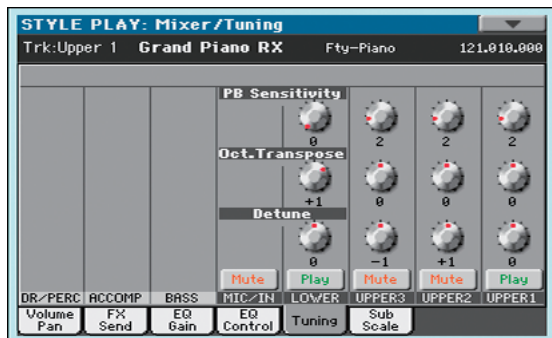 STYLE PLAY: Mixer/Tuning
Trk:Upper 1 Grand Piano RX Fty-Piano 121.010.000
PB Sensitivity
0 2 2 2
Oct.Transpose
+1 0 0 0
Detune
0 -1 +1 0
Mute Play Mute Mute Play
DR/PERC ACCOMP BASS MIC/IN LOWER UPPER3 UPPER2 UPPER1
Volume Pan FX Send EQ Gain EQ Control Tuning Sub Scale